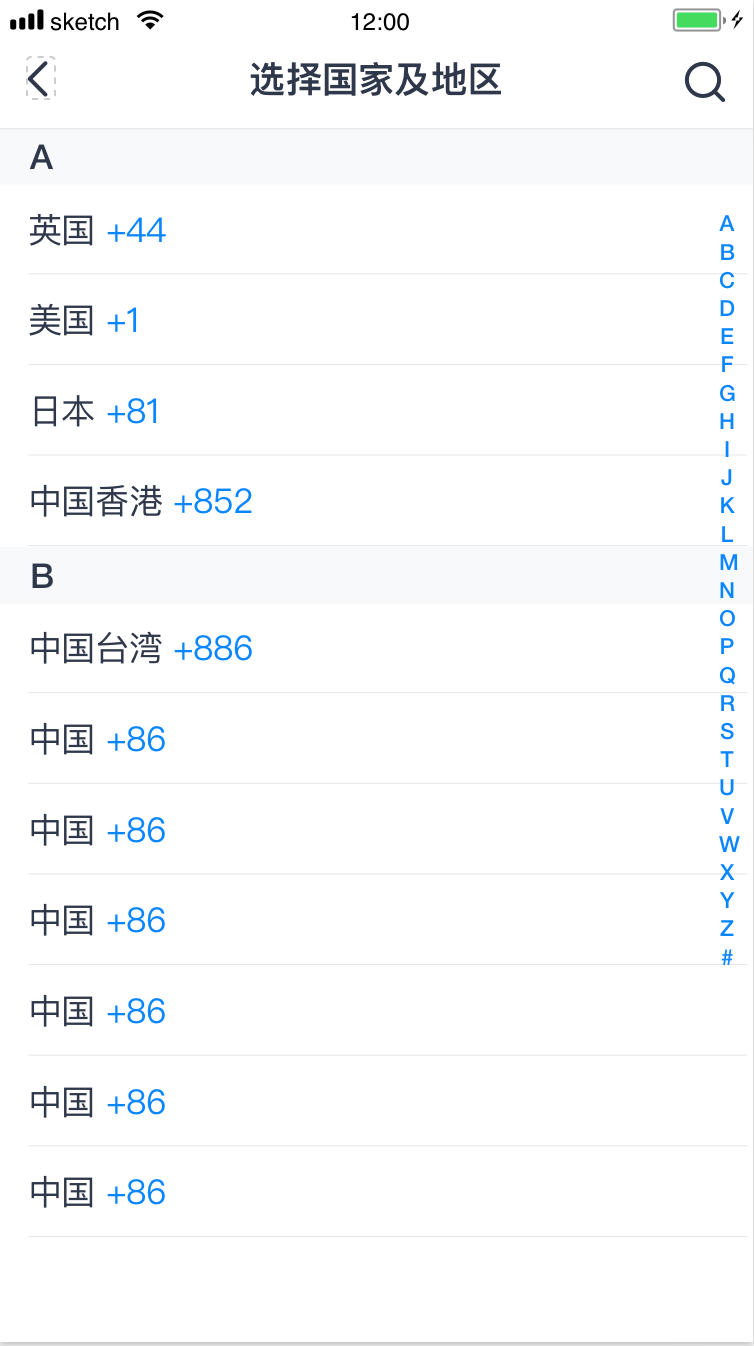 sketch 12:00
选择国家及地区
A
英国 +44
美国 +1
日本 +81
中国香港 +852
B
中国台湾 +886
中国 +86
中国 +86
中国 +86
中国 +86
中国 +86
中国 +86
A
B
C
D
E
F
G
H
I
J
K
L
M
N
O
P
Q
R
S
T
U
V
W
X
Y
Z
#